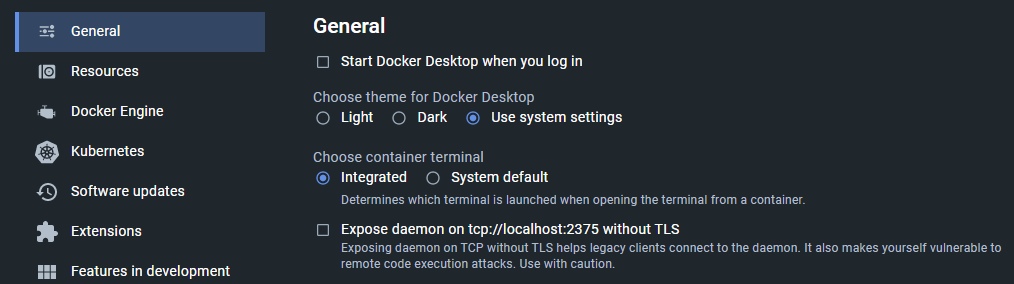 General
Resources
Docker Engine
Kubernetes
Software updates
Extensions
Features in development
General
Start Docker Desktop when you log in
Choose theme for Docker Desktop
Light Dark Use system settings
Choose container terminal
Integrated System default
Determines which terminal is launched when opening the terminal from a container.
Expose daemon on tcp://localhost:2375 without TLS
Exposing daemon on TCP without TLS helps legacy clients connect to the daemon. It also makes yourself vulnerable to
remote code execution attacks. Use with caution.